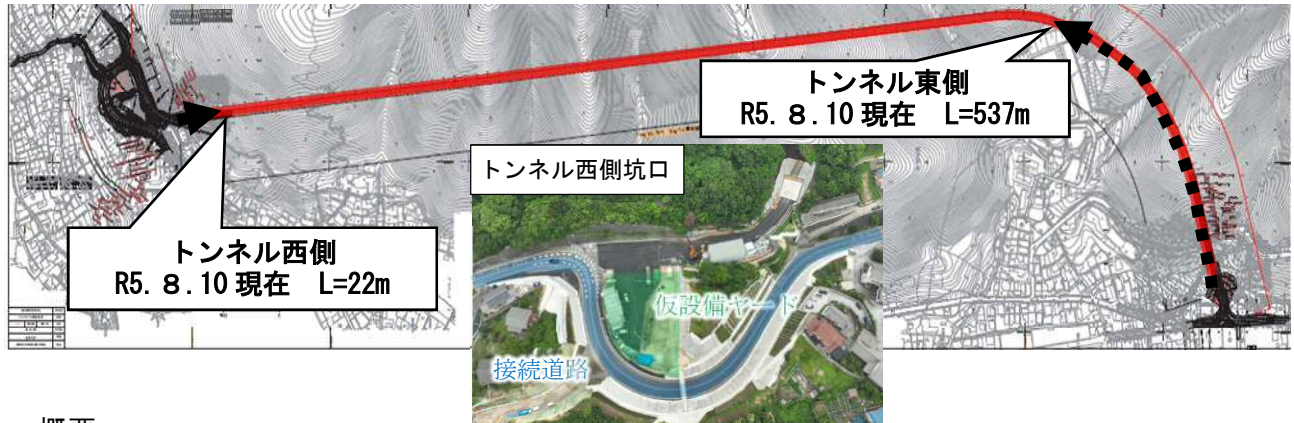 トンネル東側
R5.８.10 現在 L=537m
トンネル西側坑口
トンネル西側
R5.８.10 現在 L=22m
仮設備ヤード
接続道路